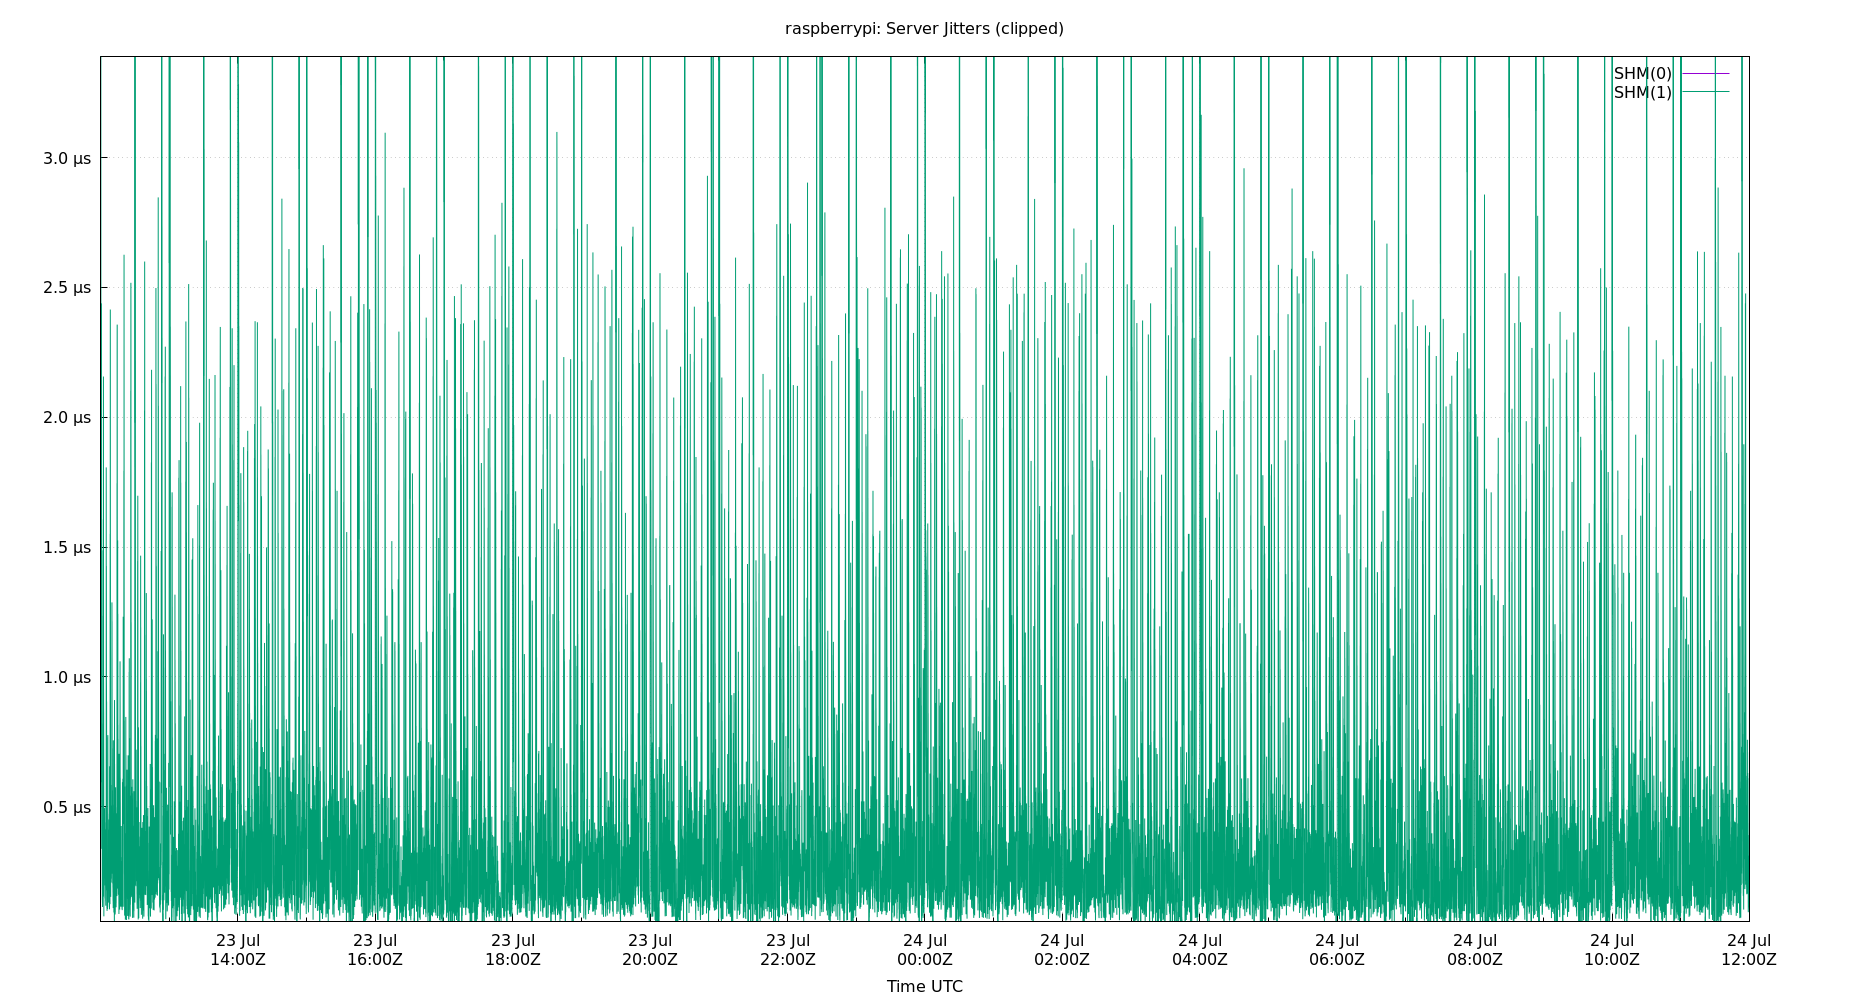 raspberrypi: Server Jitters (clipped)
SHM(0)
SHM(1)
3.0 µs
2.5 µs
2.0 µs
1.5 µs
1.0 µs
0.5 µs
23 Jul 23 Jul 23 Jul 23 Jul 23 Jul 24 Jul 24 Jul 24 Jul 24 Jul 24 Jul 24 Jul 24 Jul
14:00Z 16:00Z 18:00Z 20:00Z 22:00Z 00:00Z 02:00Z 04:00Z 06:00Z 08:00Z 10:00Z 12:00Z
Time UTC